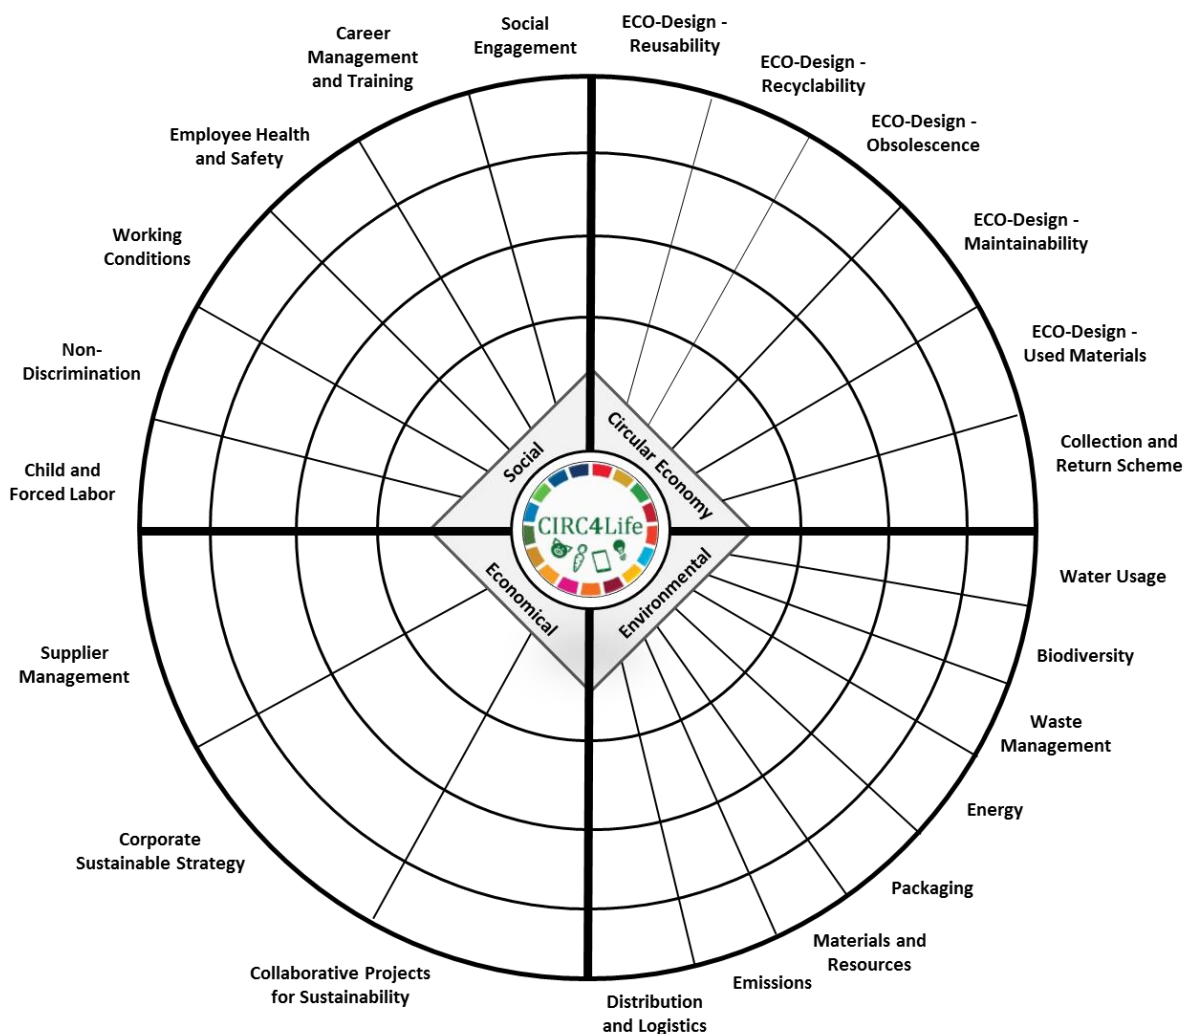 Social
Engagement
ECO-Design -
Reusability
Career
Management
and Training
ECO-Design -
Recyclability
Employee Health
and Safety
ECO-Design -
Obsolescence
Working
Conditions
ECO-Design -
Maintainability
Non-
Discrimination
ECO-Design -
Used Materials
Child and
Forced Labor
Collection and
Return Scheme
Social
Circular Economy
CIRC4Life
Economical
Environmental
Water Usage
Supplier
Management
Biodiversity
Waste
Management
Energy
Corporate
Sustainable Strategy
Packaging
Materials and
Resources
Collaborative Projects
for Sustainability
Emissions
Distribution
and Logistics